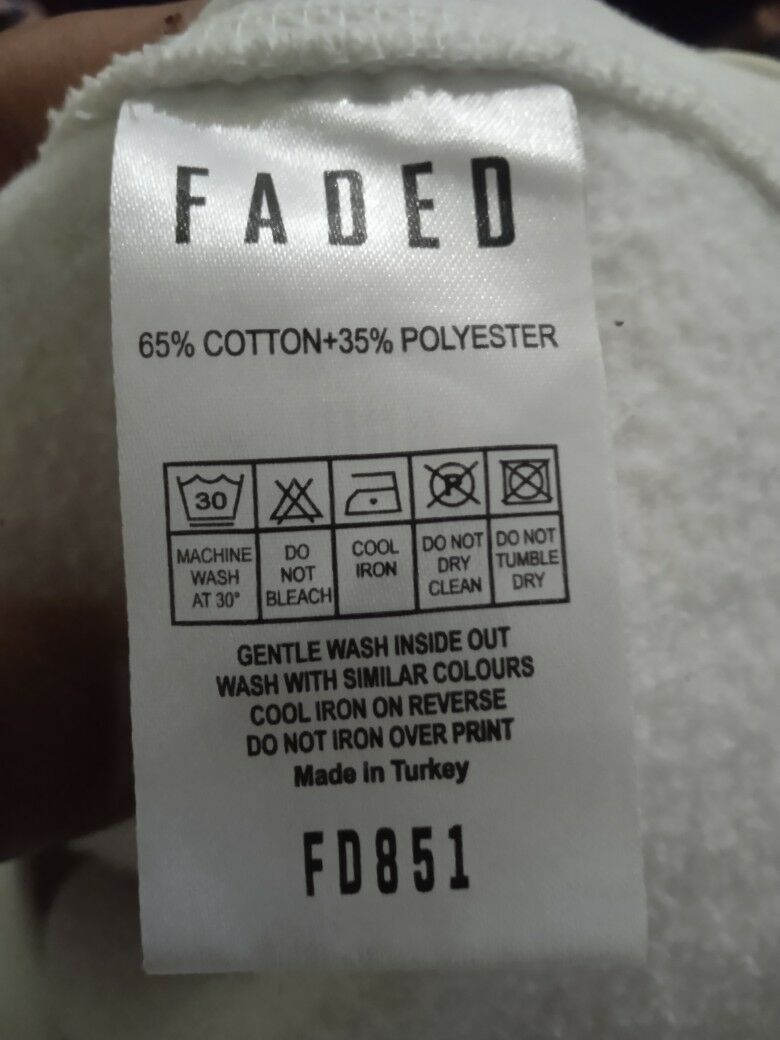 FADED
65% COTTON+35% POLYESTER
30
P
MACHINE WASH AT 30°
DO NOT BLEACH
COOL IRON
DO NOT DRY CLEAN
DO NOT TUMBLE DRY
GENTLE WASH INSIDE OUT
WASH WITH SIMILAR COLOURS
COOL IRON ON REVERSE
DO NOT IRON OVER PRINT
Made in Turkey
FD851